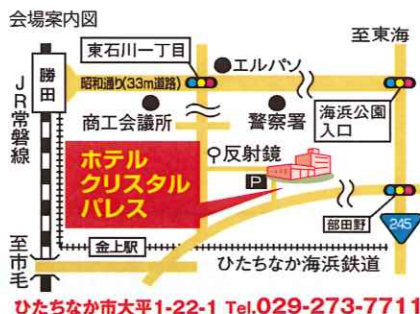 会場案内図
至東海
東石川一丁目
エルパソ
勝田
昭和通り(33m道路)
JR常磐線
商工会議所
警察署
海浜公園
入口
ホテル
クリスタル
パレス
反射鏡
P
部田野
245
金上駅
至市毛
ひたちなか海浜鉄道
ひたちなか市大平1-22-1 Tel.029-273-7711